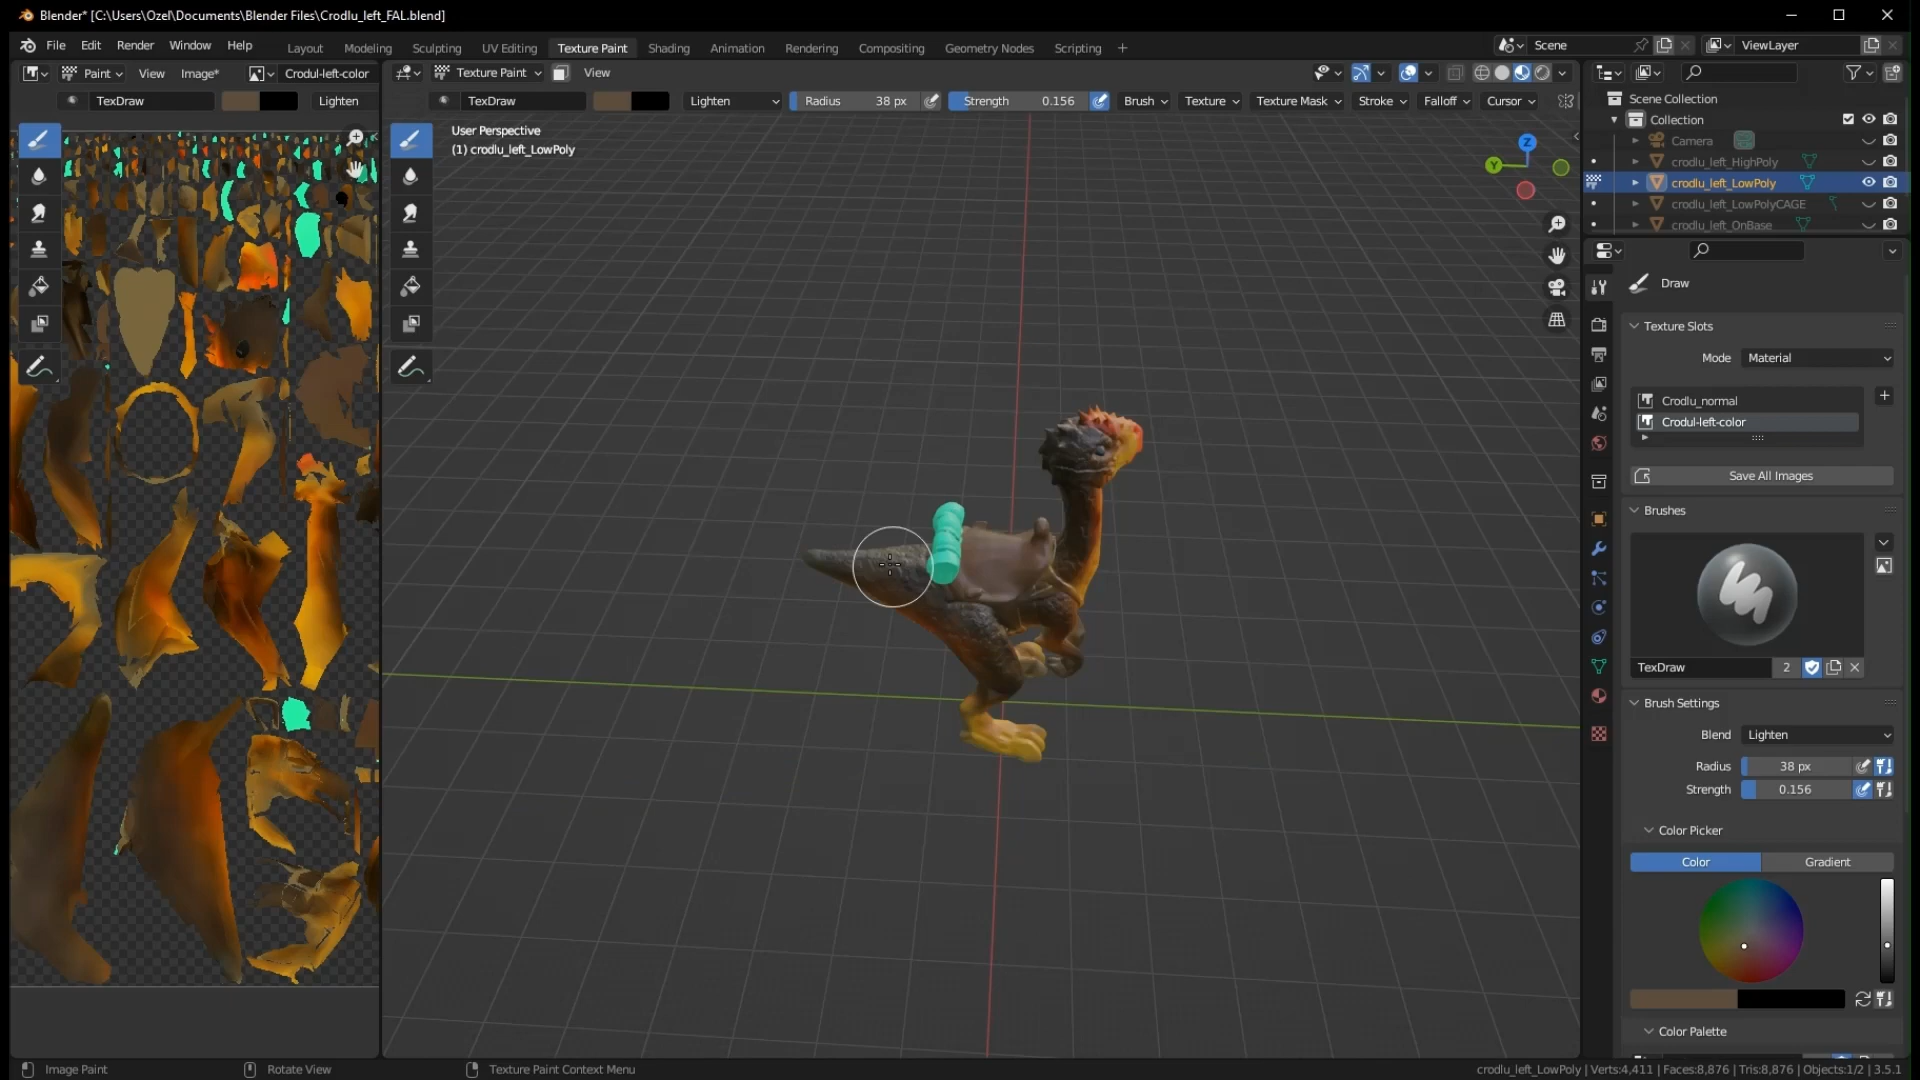 Blender* [C:\Users\Ozel\Documents\Blender Files\Crodlu_left_FAL.blend]
File Edit Render Window Help Layout Modeling Sculpting UV Editing Texture Paint Shading Animation Rendering Compositing Geometry Nodes Scripting + Scene ViewLayer
Paint View Image* Crodul-left-color Texture Paint View
TexDraw Lighten TexDraw Lighten Radius 38 px Strength 0.156 Brush Texture Texture Mask Stroke Falloff Cursor
User Perspective
(1) crodlu_left_LowPoly
Z
Y
Scene Collection
Collection
Camera
crodlu_left_HighPoly
crodlu_left_LowPoly
crodlu_left_LowPolyCAGE
crodlu_left_OnBase
Draw
Texture Slots
Mode Material
Crodlu_normal
Crodul-left-color
Save All Images
Brushes
TexDraw 2
Brush Settings
Blend Lighten
Radius 38 px
Strength 0.156
Color Picker
Color Gradient
Color Palette
Image Paint Rotate View Texture Paint Context Menu crodlu_left_LowPoly | Verts:4,411 | Faces:8,876 | Tris:8,876 | Objects:1/2 | 3.5.1